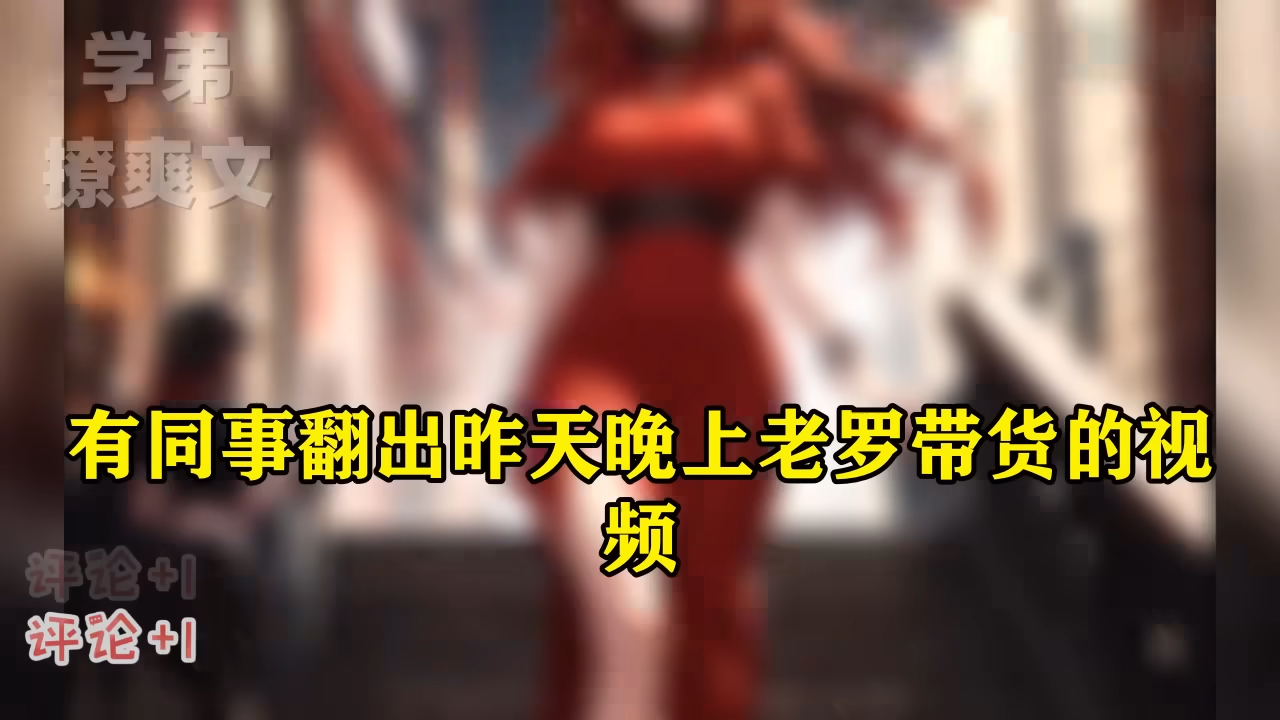 学弟
撩爽文
有同事翻出昨天晚上老罗带货的视
频
评论+1
评论+1